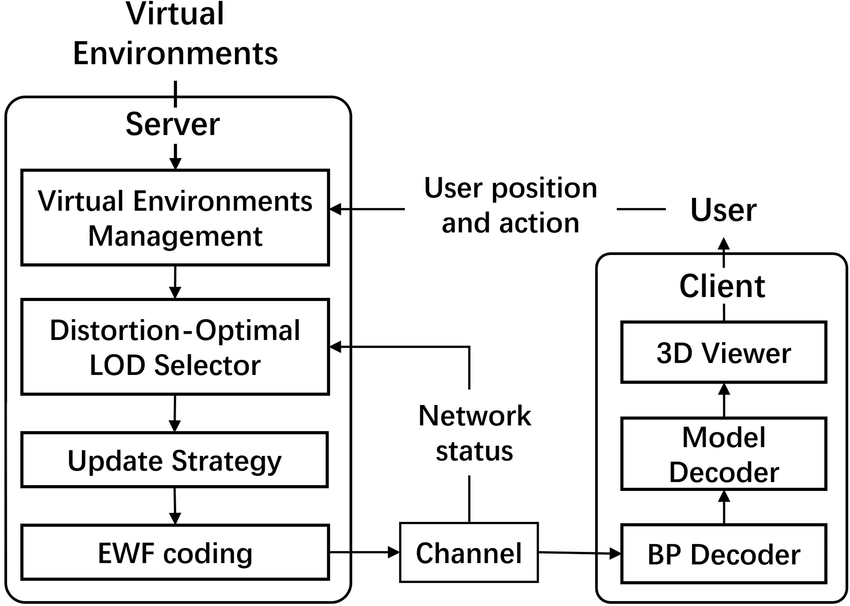 Virtual
Environments
Server
Virtual Environments
Management
Distortion-Optimal
LOD Selector
Update Strategy
EWF coding
User position
and action
Network
status
Channel
User
Client
3D Viewer
Model
Decoder
BP Decoder